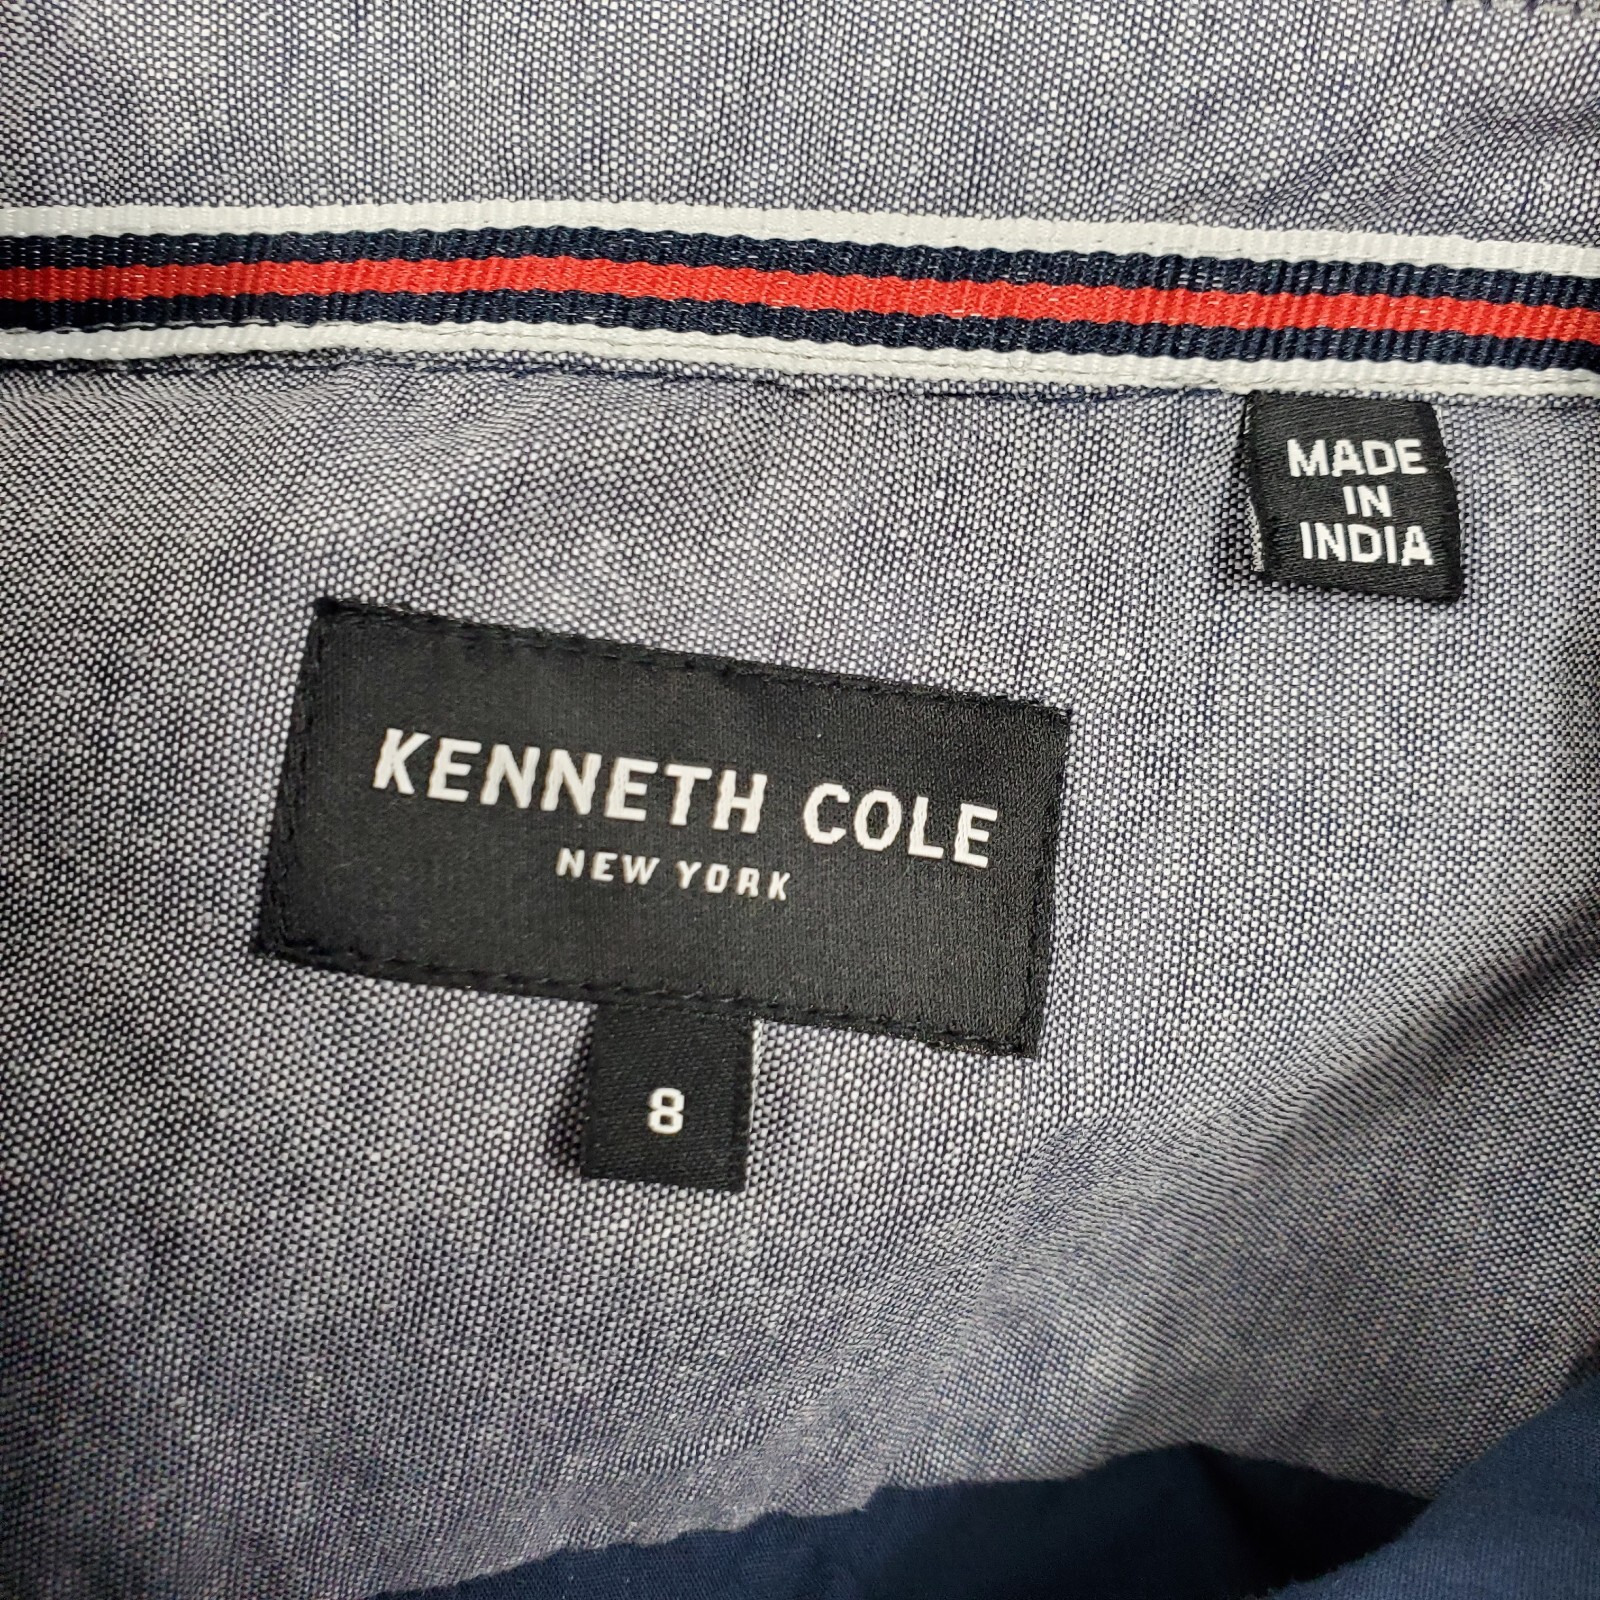 MADE
IN
INDIA
KENNETH COLE
NEW YORK
8